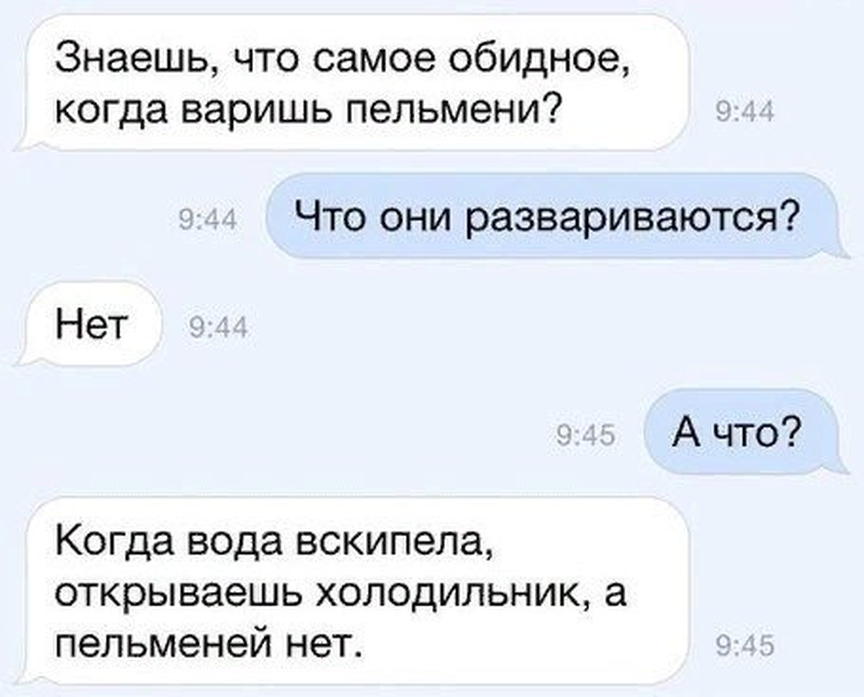 Знаешь, что самое обидное,
когда варишь пельмени?
9:44
9:44
Что они развариваются?
Нет
9:44
9:45
А что?
Когда вода вскипела,
открываешь холодильник, а
пельменей нет.
9:45